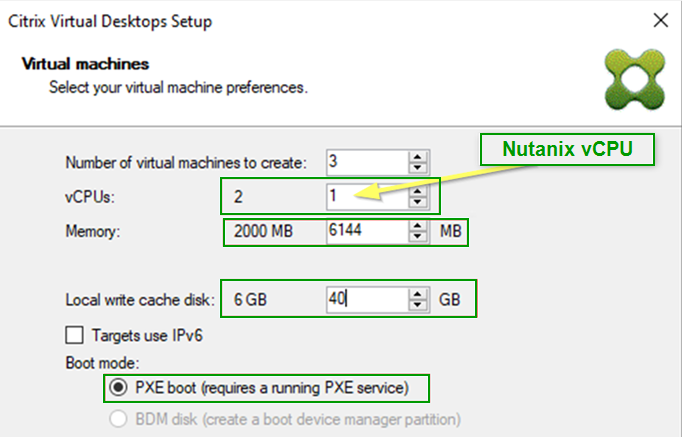 Citrix Virtual Desktops Setup
Virtual machines
Select your virtual machine preferences.
Nutanix vCPU
Number of virtual machines to create: 3
vCPUs: 2 1
Memory: 2000 MB 6144 MB
Local write cache disk: 6 GB 40 GB
Targets use IPv6
Boot mode:
PXE boot (requires a running PXE service)
BDM disk (create a boot device manager partition)